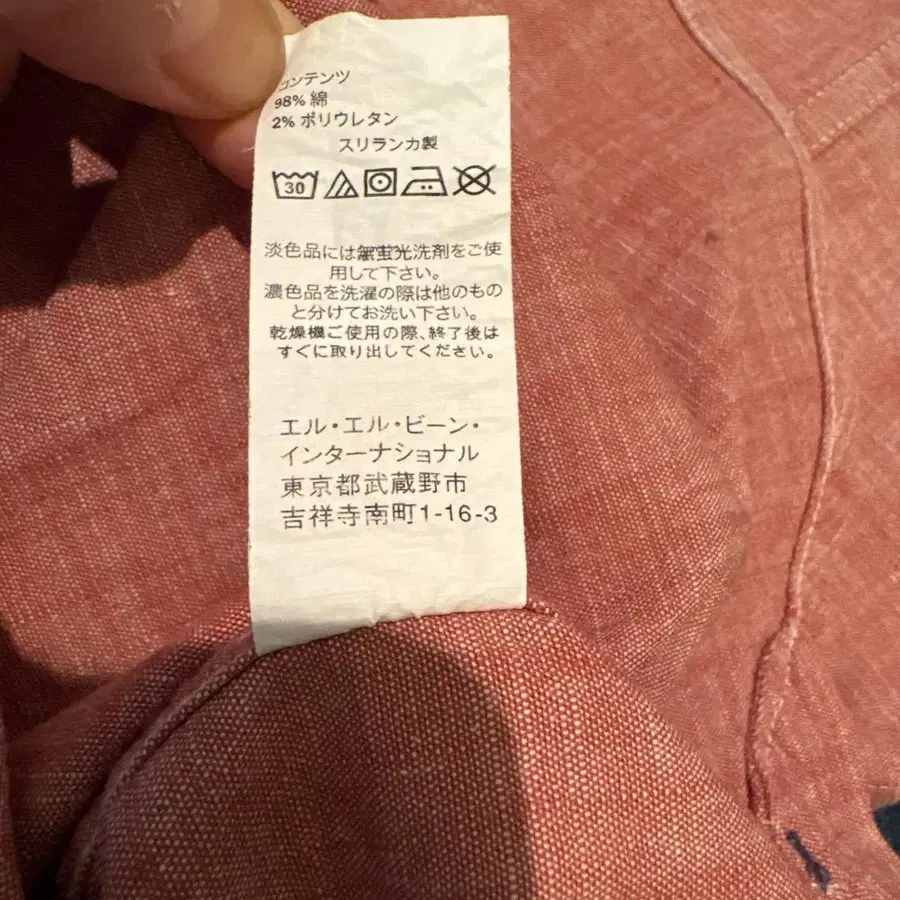 コンテンツ
98% 綿
2% ポリウレタン
スリランカ製
30
淡色品には無蛍光洗剤をご使
用して下さい。
濃色品を洗濯の際は他のもの
と分けてお洗い下さい。
乾燥機ご使用の際、終了後は
すぐに取り出してください。
エル・エル・ビーン・
インターナショナル
東京都武蔵野市
吉祥寺南町1-16-3